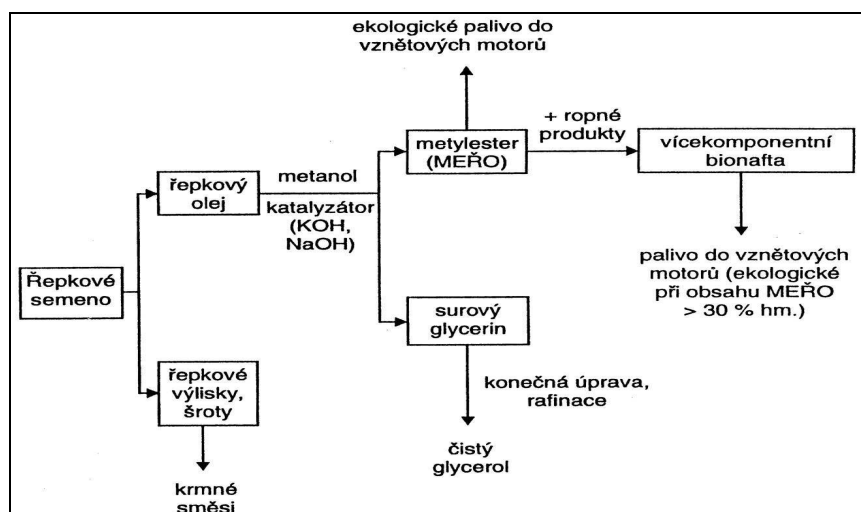 ekologické palivo do
vznětových motorů
+ ropné
produkty
metylester
(MEŘO)
vícekomponentní
bionafta
řepkový
olej
metanol
katalyzátor
(KOH,
NaOH)
palivo do vznětových
motorů (ekologické
při obsahu MEŘO
> 30 % hm.)
Řepkové
semeno
surový
glycerin
řepkové
výlisky,
šroty
konečná úprava,
rafinace
čistý
glycerol
krmné
směsi